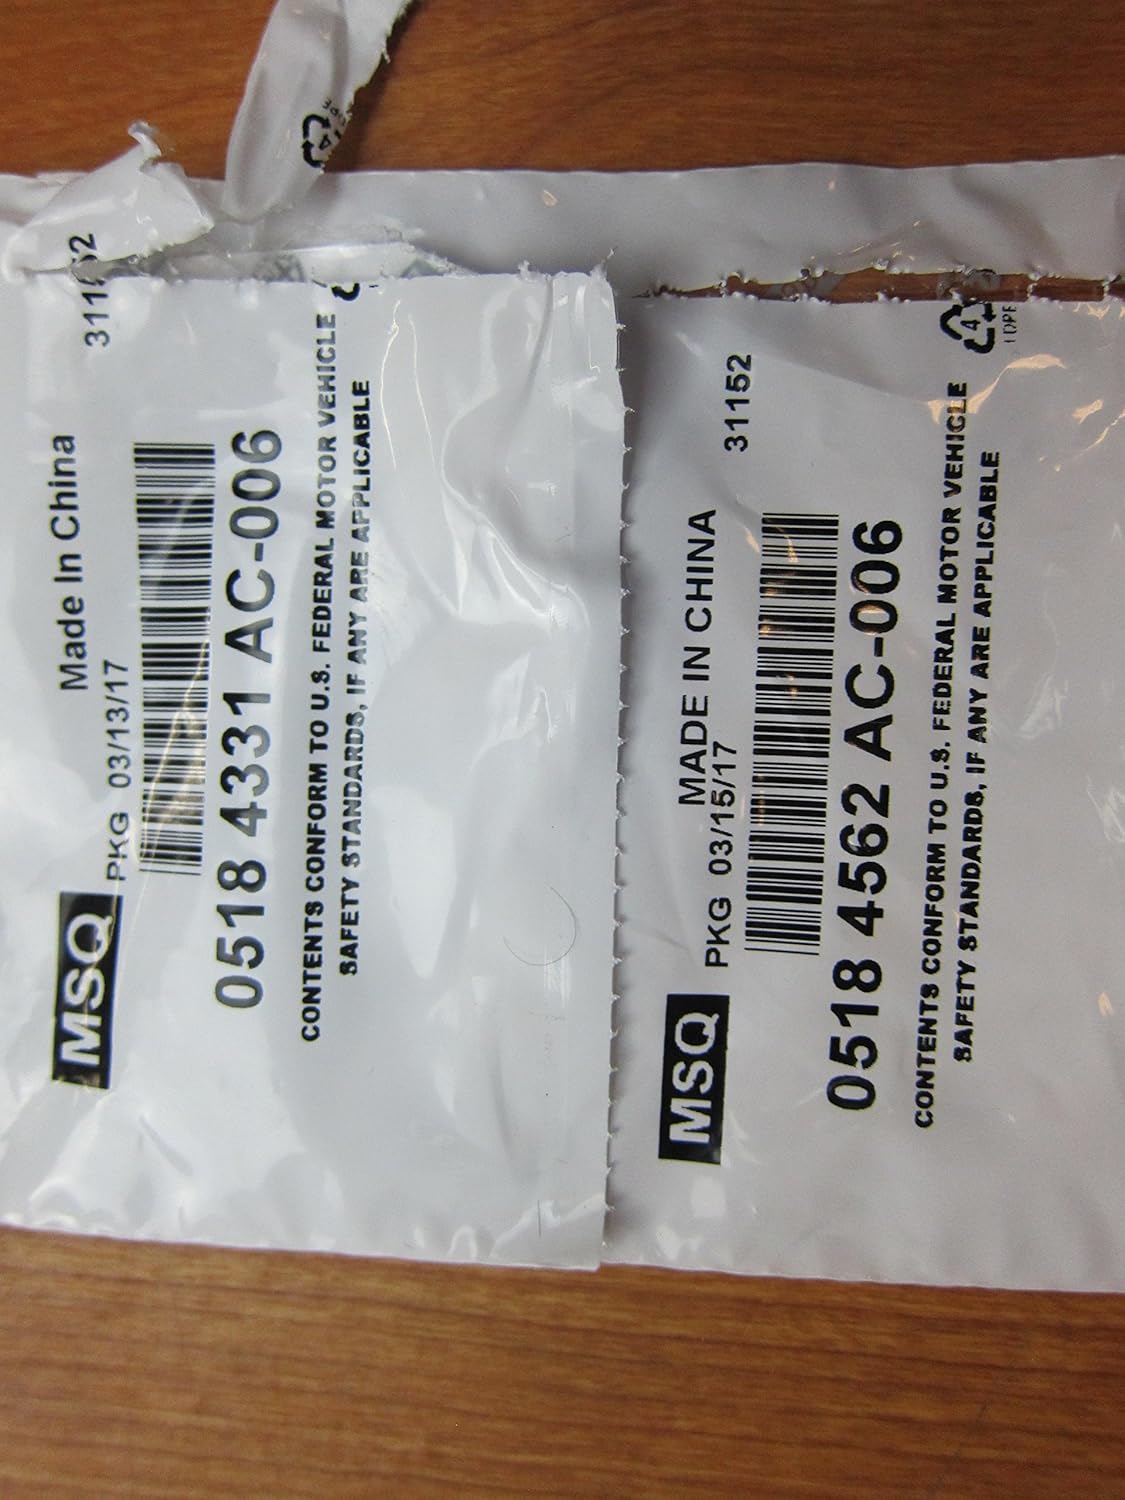 Made In China
31152
MSQ
PKG 03/13/17
0518 4331 AC-006
CONTENTS CONFORM TO U.S. FEDERAL MOTOR VEHICLE
SAFETY STANDARDS, IF ANY ARE APPLICABLE
4
MADE IN CHINA
31152
MSQ
PKG 03/15/17
0518 4562 AC-006
CONTENTS CONFORM TO U.S. FEDERAL MOTOR VEHICLE
SAFETY STANDARDS, IF ANY ARE APPLICABLE
4